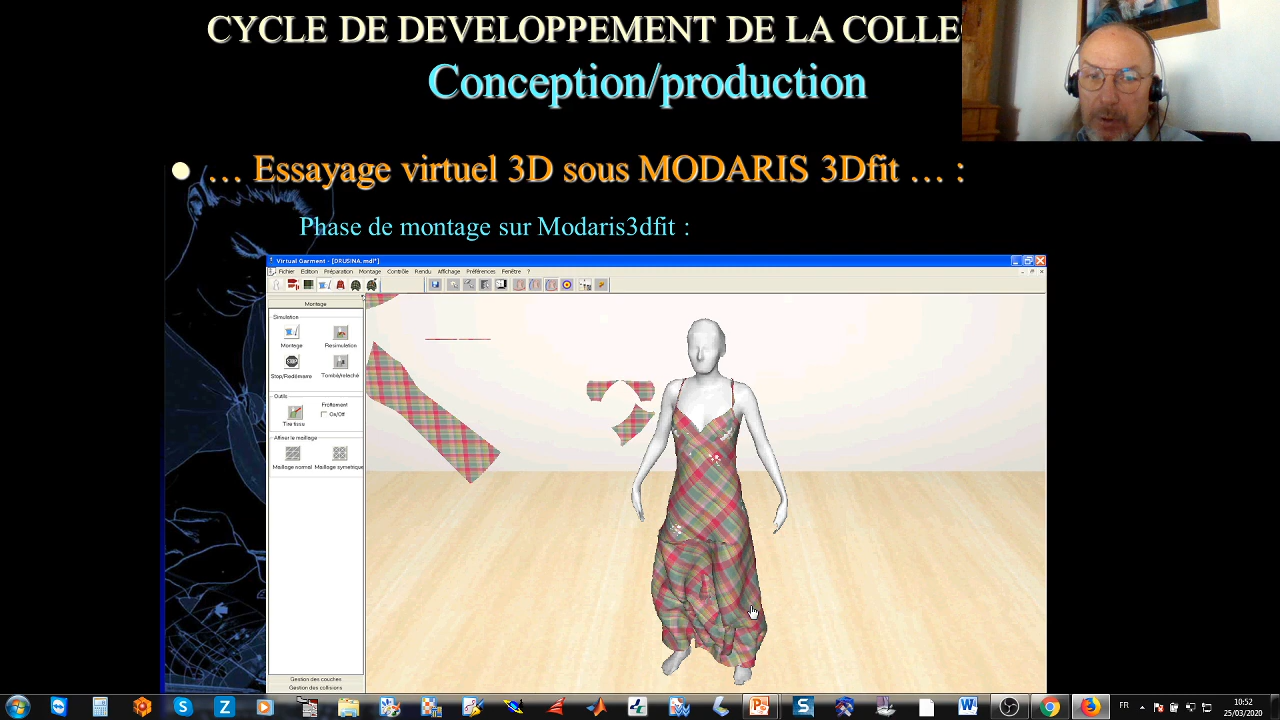 CYCLE DE DEVELOPPEMENT DE LA COLLE
Conception/production
• … Essayage virtuel 3D sous MODARIS 3Dfit … :
Phase de montage sur Modaris3dfit :
Virtual Garment - [DRUSINA.mdl*]
Fichier Edition Préparation Montage Contrôle Rendu Affichage Préférences Fenêtre ?
Montage
Simulation
Montage Resimulation
STOP
Stop/Redémarre Tombé/relaché
Outils
Frottement
On/Off
Tire tissu
Affiner le maillage
Maillage normal Maillage symetrique
Gestion des couches
Gestion des collisions
FR
10:52
25/03/2020